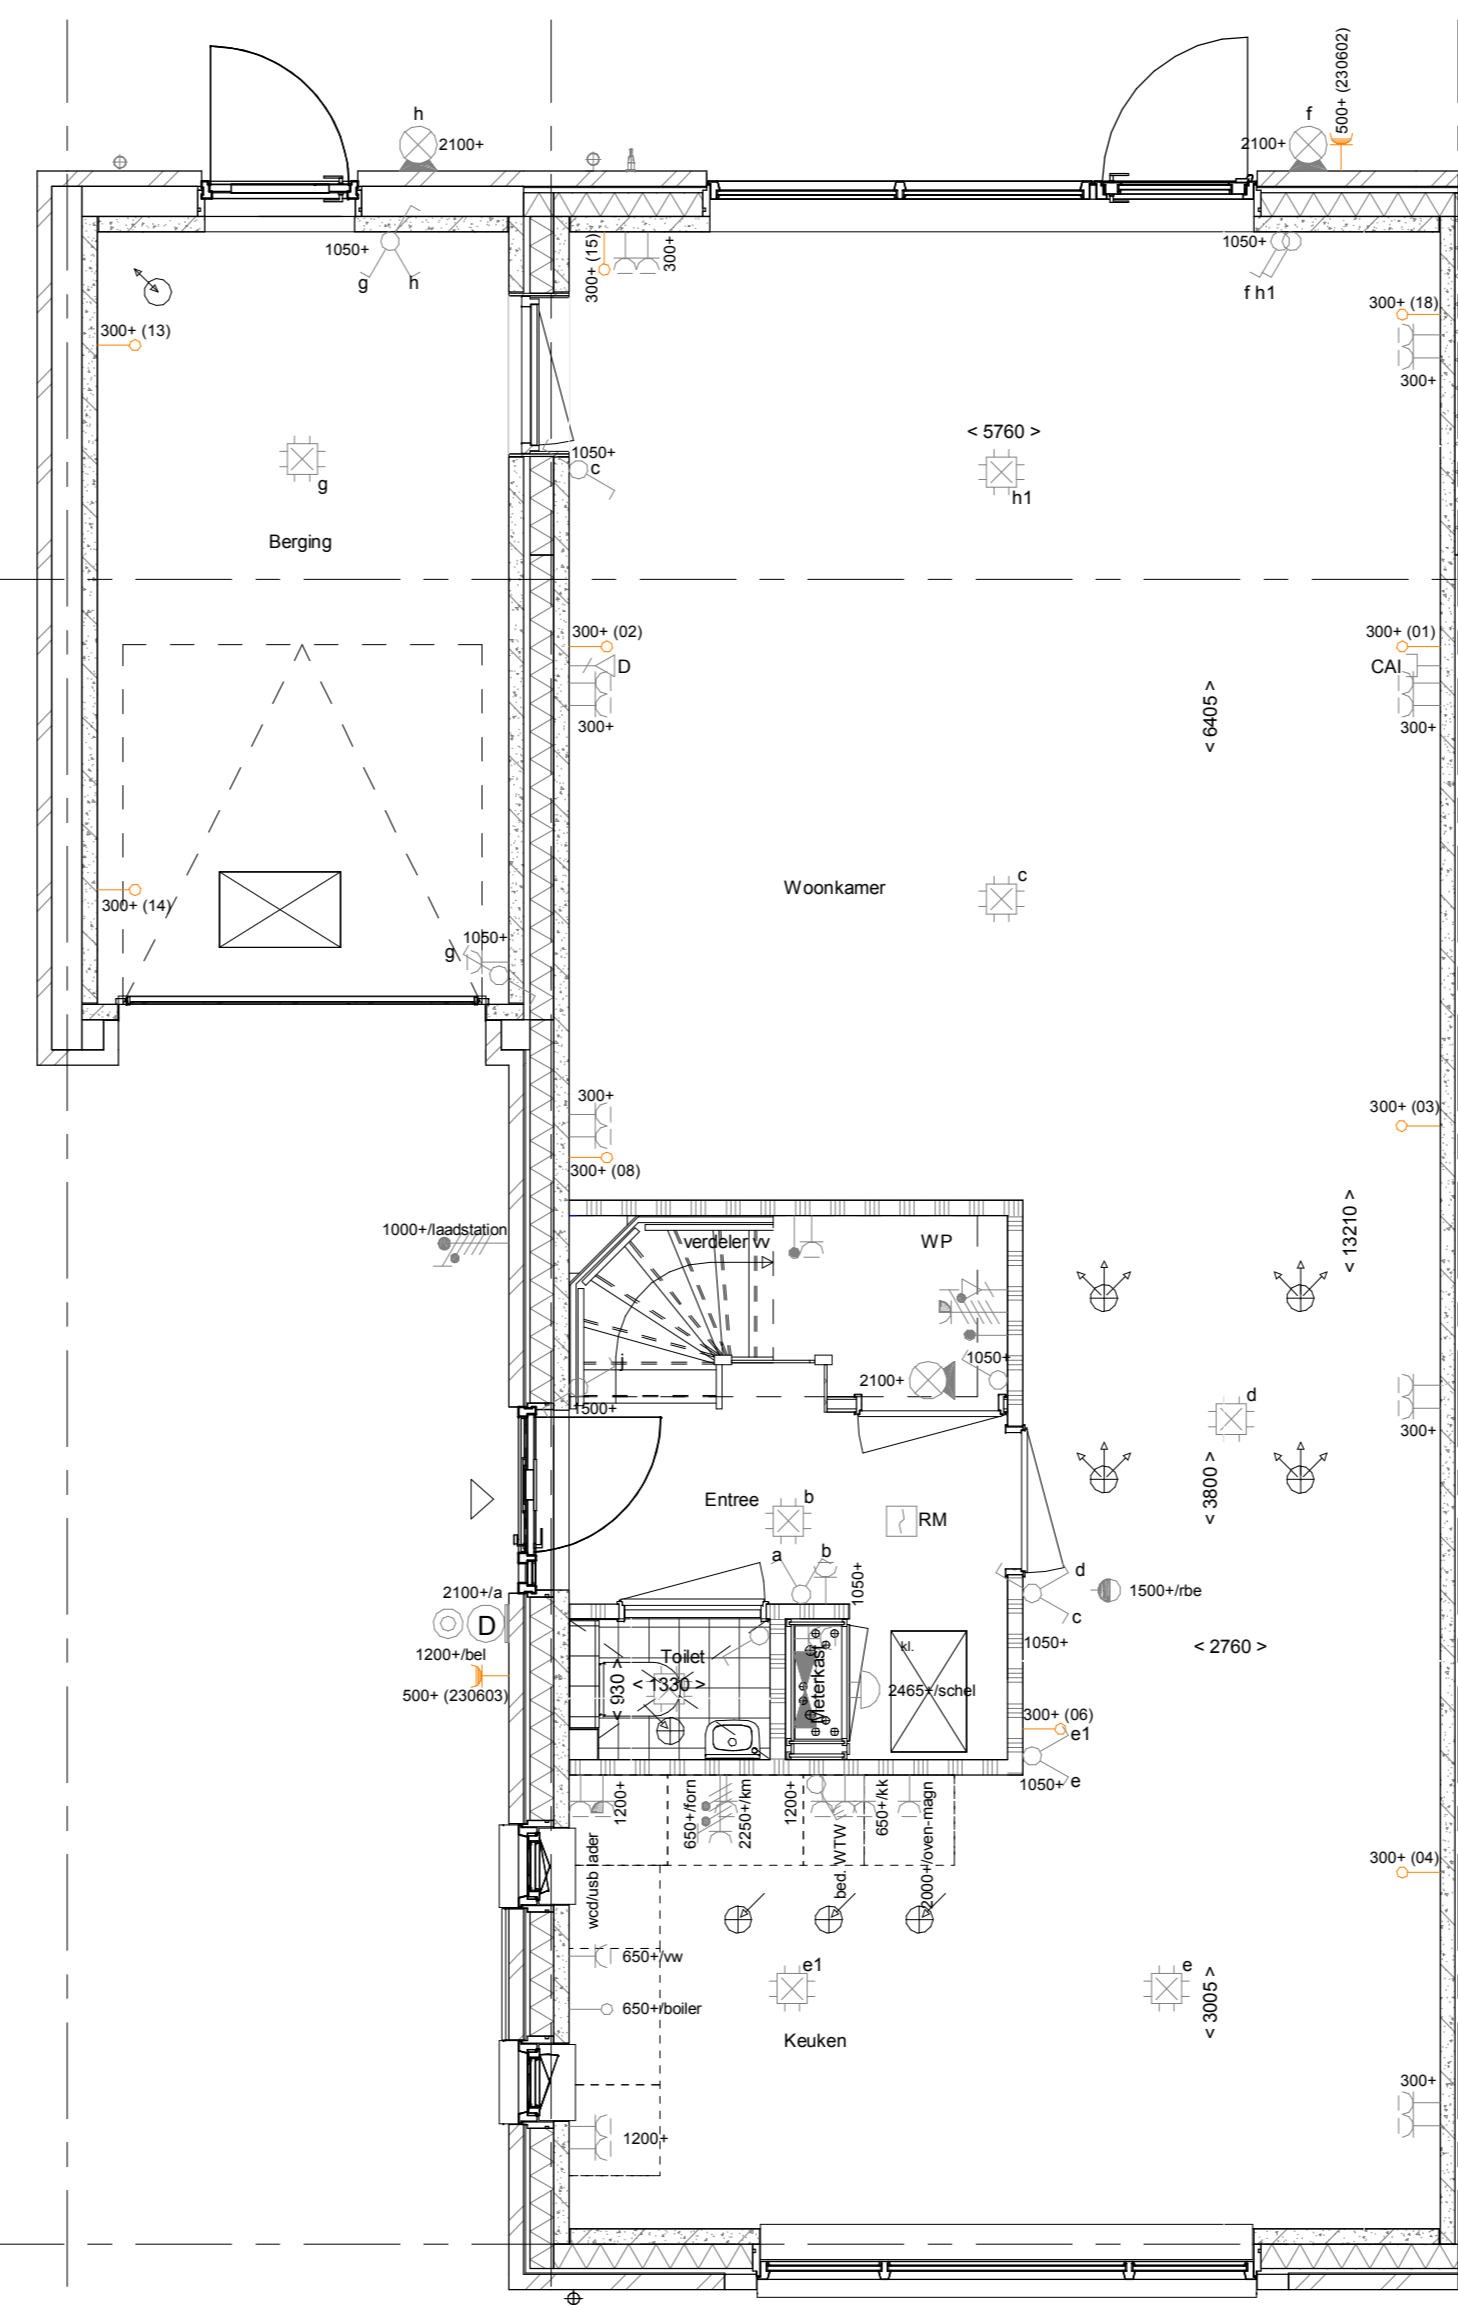 500+ (230602)
h
2100+
f
2100+
1050+
g
h
300+ (15)
300+
1050+
f h1
300+ (13)
300+ (18)
300+
< 5760 >
1050+
c
g
h1
Berging
300+ (02)
D
300+
300+ (01)
CAI
300+
< 6405 >
Woonkamer
c
300+ (14)
1050+
g
300+
300+ (08)
300+ (03)
1000+/laadstation
verdeler vv
WP
< 13210 >
j
2100+
1050+
1500+
d
300+
< 3800 >
Entree
b
RM
a
b
1050+
d
1500+/rbe
c
1050+
2100+/a
D
1200+/bel
500+ (230603)
Toilet
< 930 >
< 1330 >
Meterkast
kl.
2465+/schel
< 2760 >
300+ (06)
e1
1050+
e
1200+
650+/forn
2250+/km
1200+
650+/kk
wcd/usb lader
bed. WTW
2000+/oven-magn
300+ (04)
650+/vw
e1
e
650+/boiler
< 3005 >
Keuken
300+
1200+